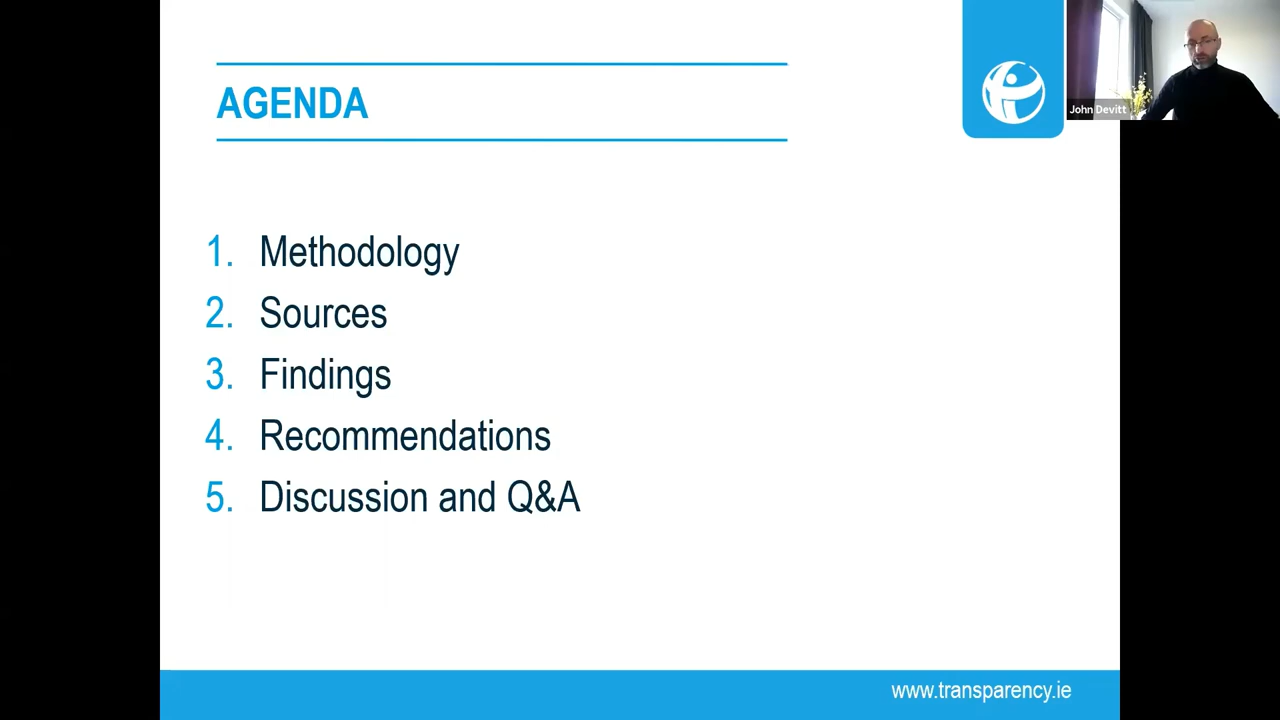 AGENDA
John Devitt
1. Methodology
2. Sources
3. Findings
4. Recommendations
5. Discussion and Q&A
www.transparency.ie